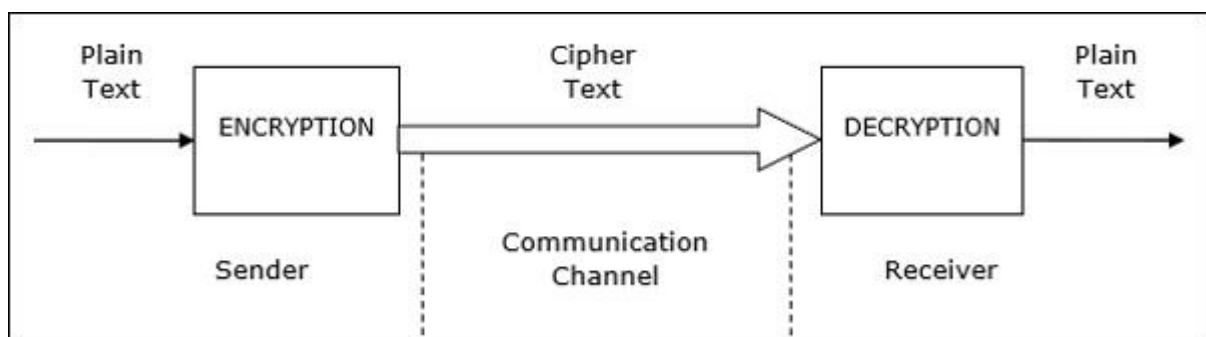 Plain
Text
ENCRYPTION
Cipher
Text
DECRYPTION
Plain
Text
Sender
Communication
Channel
Receiver